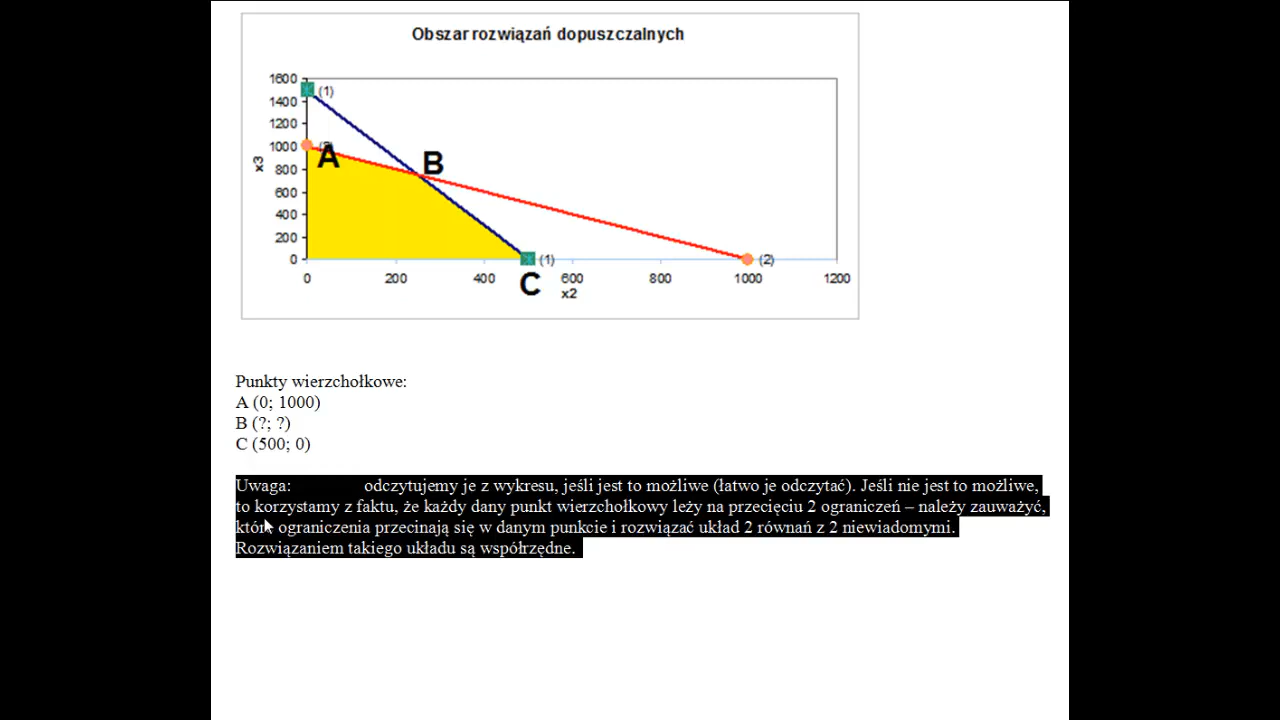 Obszar rozwiązań dopuszczalnych
1600
1400
1200
1000
800
600
400
200
0
x3
(1)
A
B
(1)
(2)
C
0 200 400 600 800 1000 1200
x2
Punkty wierzchołkowe:
A (0; 1000)
B (?; ?)
C (500; 0)
Uwaga: odczytujemy je z wykresu, jeśli jest to możliwe (łatwo je odczytać). Jeśli nie jest to możliwe,
to korzystamy z faktu, że każdy dany punkt wierzchołkowy leży na przecięciu 2 ograniczeń – należy zauważyć,
które ograniczenia przecinają się w danym punkcie i rozwiązać układ 2 równań z 2 niewiadomymi.
Rozwiązaniem takiego układu są współrzędne.